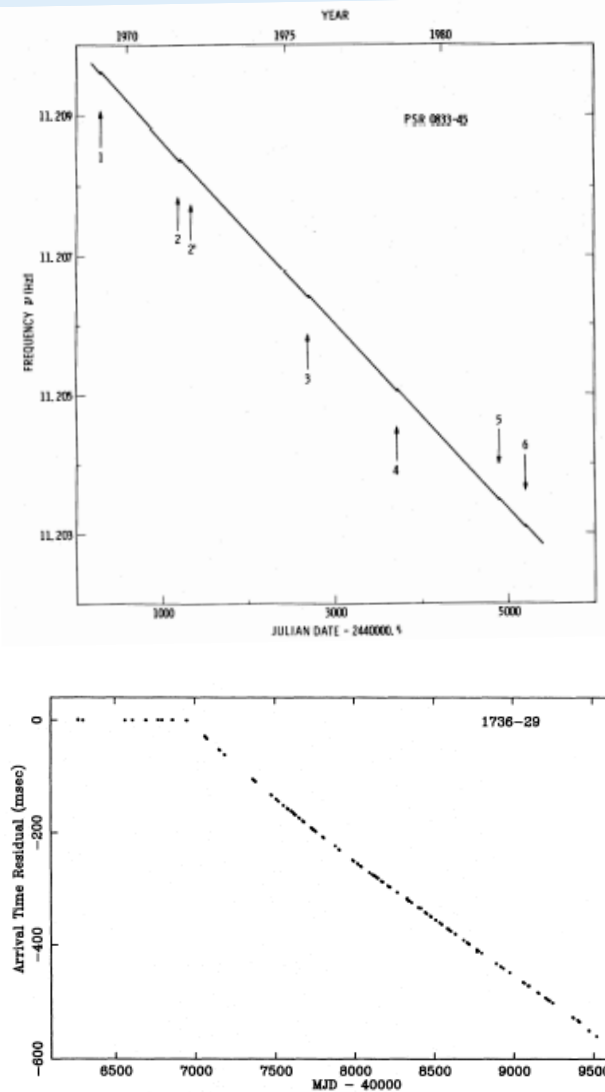 YEAR
1970 1975 1980
PSR 0833-45
11.209
11.207
11.205
11.203
FREQUENCY ν (Hz)
1
2
2'
3
4
5
6
1000 3000 5000
JULIAN DATE - 2440000.5
1736-29
0
-200
-400
-600
Arrival Time Residual (msec)
6500 7000 7500 8000 8500 9000 9500
MJD - 40000